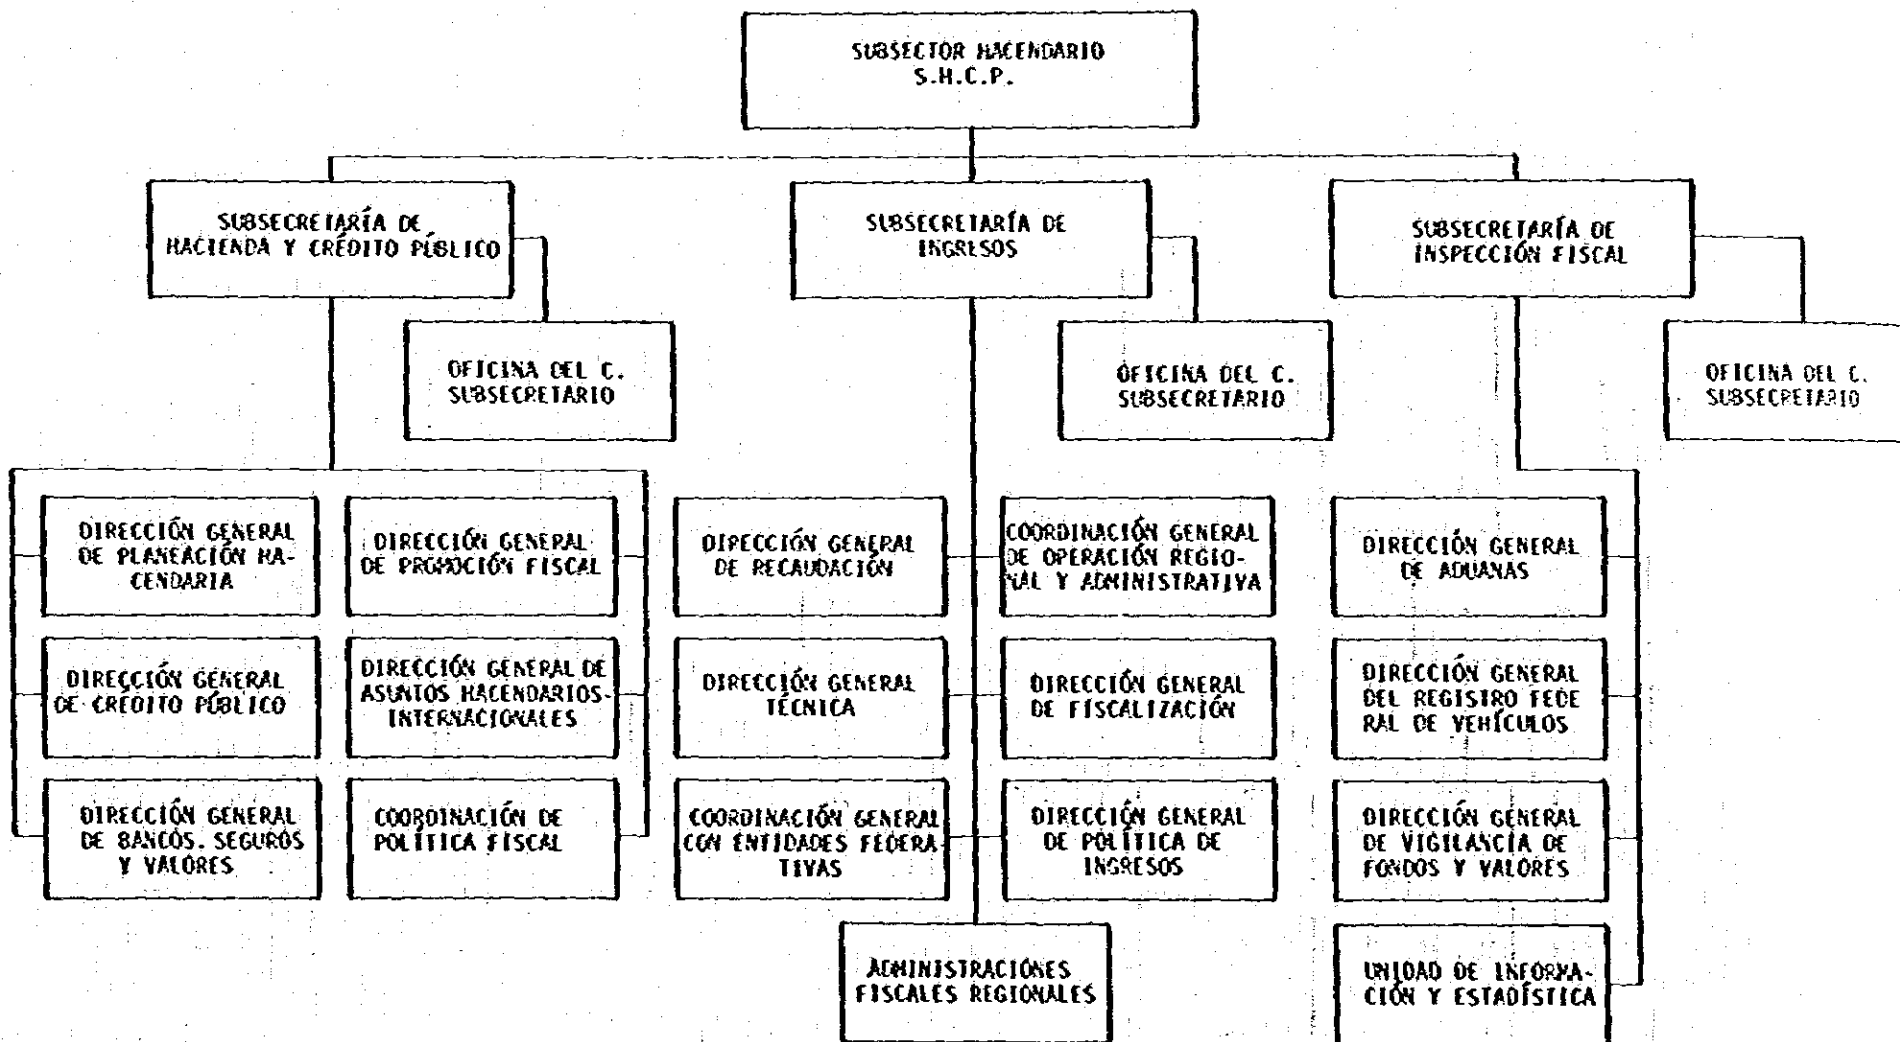 SUBSECTOR HACENDARIO
S.H.C.P.
SUBSECRETARÍA DE
HACIENDA Y CRÉDITO PÚBLICO
SUBSECRETARÍA DE
INGRESOS
SUBSECRETARÍA DE
INSPECCIÓN FISCAL
OFICINA DEL C.
SUBSECRETARIO
OFICINA DEL C.
SUBSECRETARIO
OFICINA DEL C.
SUBSECRETARIO
DIRECCIÓN GENERAL
DE PLANEACIÓN HA-
CENDARIA
DIRECCIÓN GENERAL
DE PROMOCIÓN FISCAL
DIRECCIÓN GENERAL
DE RECAUDACIÓN
COORDINACIÓN GENERAL
DE OPERACIÓN REGIO-
NAL Y ADMINISTRATIVA
DIRECCIÓN GENERAL
DE ADUANAS
DIRECCIÓN GENERAL
DE CRÉDITO PÚBLICO
DIRECCIÓN GENERAL DE
ASUNTOS HACENDARIOS-
INTERNACIONALES
DIRECCIÓN GENERAL
TÉCNICA
DIRECCIÓN GENERAL
DE FISCALIZACIÓN
DIRECCIÓN GENERAL
DEL REGISTRO FEDE
RAL DE VEHÍCULOS
DIRECCIÓN GENERAL
DE BANCOS. SEGUROS
Y VALORES
COORDINACIÓN DE
POLÍTICA FISCAL
COORDINACIÓN GENERAL
CON ENTIDADES FEDERA-
TIVAS
DIRECCIÓN GENERAL
DE POLÍTICA DE
INGRESOS
DIRECCIÓN GENERAL
DE VIGILANCIA DE
FONDOS Y VALORES
ADMINISTRACIONES
FISCALES REGIONALES
UNIDAD DE INFORMA-
CIÓN Y ESTADÍSTICA